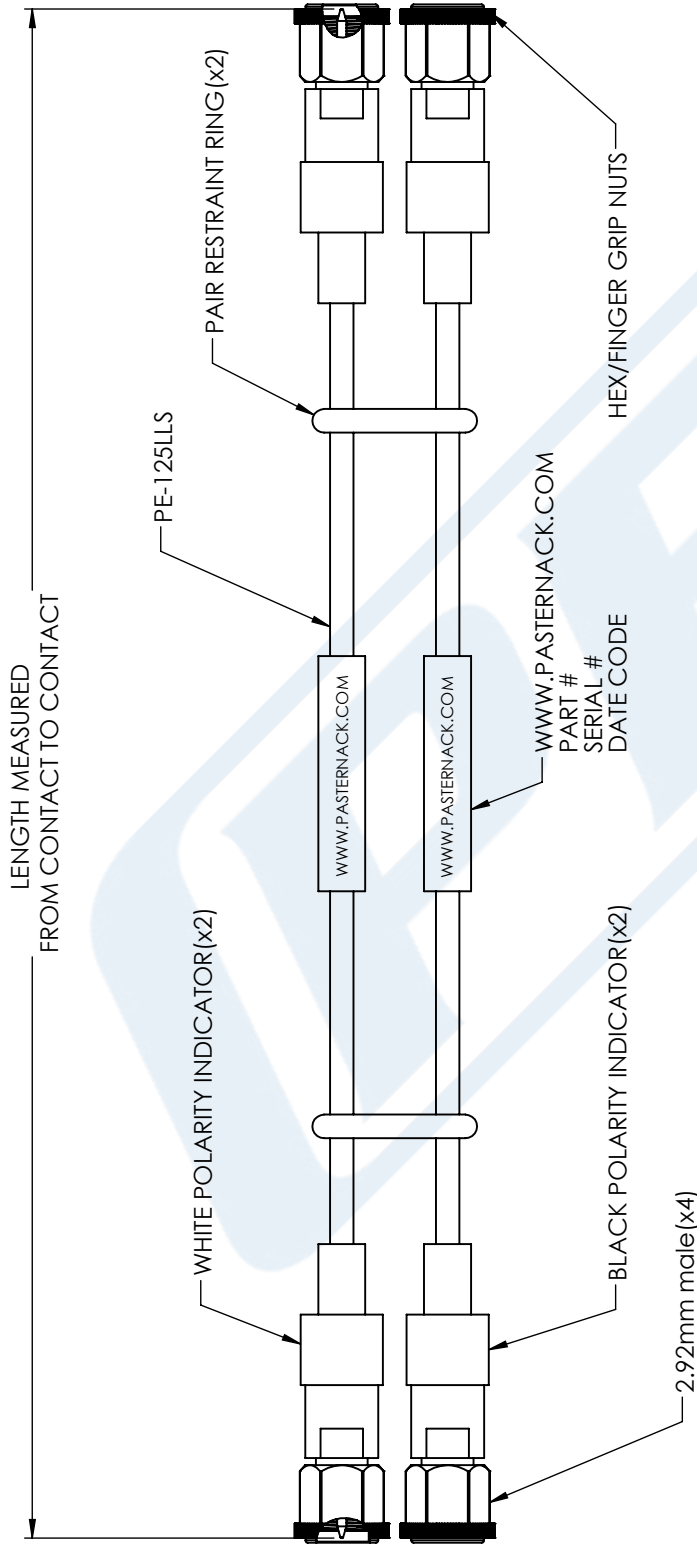 LENGTH MEASURED
FROM CONTACT TO CONTACT
WHITE POLARITY INDICATOR(x2)
PE-125LLS
PAIR RESTRAINT RING(x2)
WWW.PASTERNACK.COM
WWW.PASTERNACK.COM
2.92mm male(x4)
BLACK POLARITY INDICATOR(x2)
WWW.PASTERNACK.COM
PART #
SERIAL #
DATE CODE
HEX/FINGER GRIP NUTS